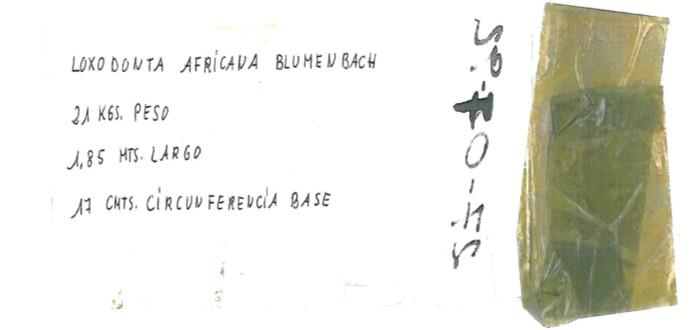 LOXODONTA AFRICANA BLUMENBACH
21 KGS. PESO
1,85 MTS. LARGO
17 CMTS. CIRCUNFERENCIA BASE